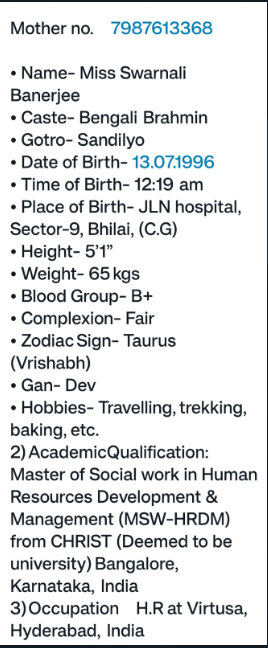 Mother no. 7987613368
• Name- Miss Swarnali
Banerjee
• Caste- Bengali Brahmin
• Gotro- Sandilyo
• Date of Birth- 13.07.1996
• Time of Birth- 12:19 am
• Place of Birth- JLN hospital,
Sector-9, Bhilai, (C.G)
• Height- 5'1"
• Weight- 65 kgs
• Blood Group- B+
• Complexion- Fair
• Zodiac Sign- Taurus
(Vrishabh)
• Gan- Dev
• Hobbies- Travelling, trekking,
baking, etc.
2) AcademicQualification:
Master of Social work in Human
Resources Development &
Management (MSW-HRDM)
from CHRIST (Deemed to be
university) Bangalore,
Karnataka, India
3)Occupation H.R at Virtusa,
Hyderabad, India